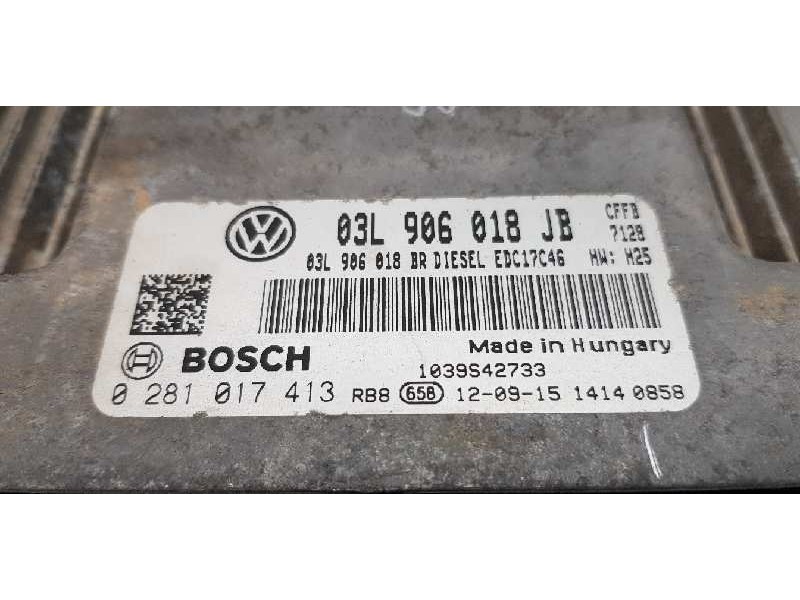 03L 906 018 JB
CFFB
7128
03L 906 018 BR DIESEL EDC17C46
HW: H25
BOSCH
Made in Hungary
1039S42733
0 281 017 413 RB8 65B 12-09-15 1414 0858